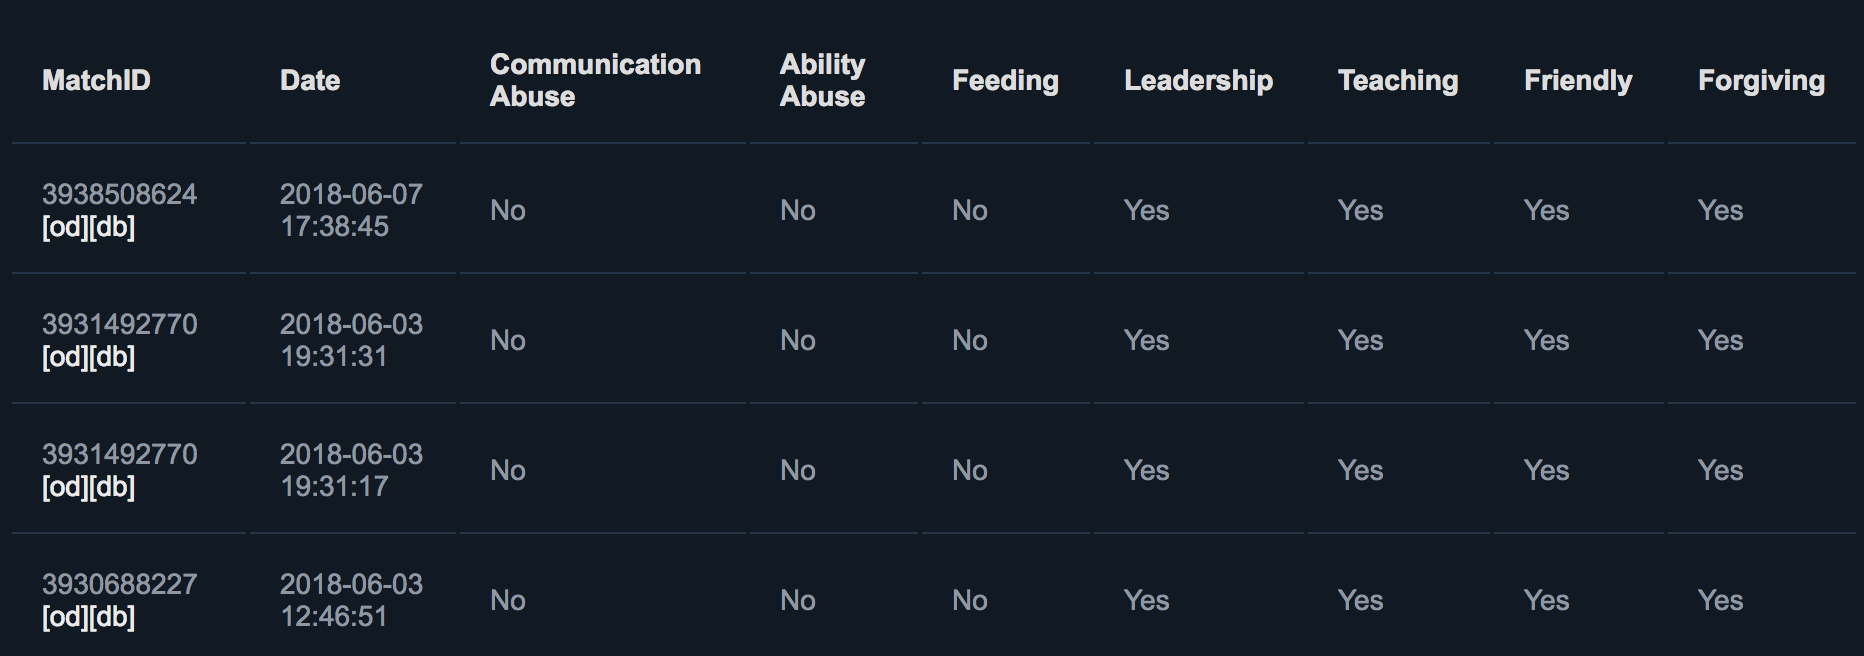 MatchID Date Communication Abuse Ability Abuse Feeding Leadership Teaching Friendly Forgiving
3938508624 [od][db] 2018-06-07 17:38:45 No No No Yes Yes Yes Yes
3931492770 [od][db] 2018-06-03 19:31:31 No No No Yes Yes Yes Yes
3931492770 [od][db] 2018-06-03 19:31:17 No No No Yes Yes Yes Yes
3930688227 [od][db] 2018-06-03 12:46:51 No No No Yes Yes Yes Yes